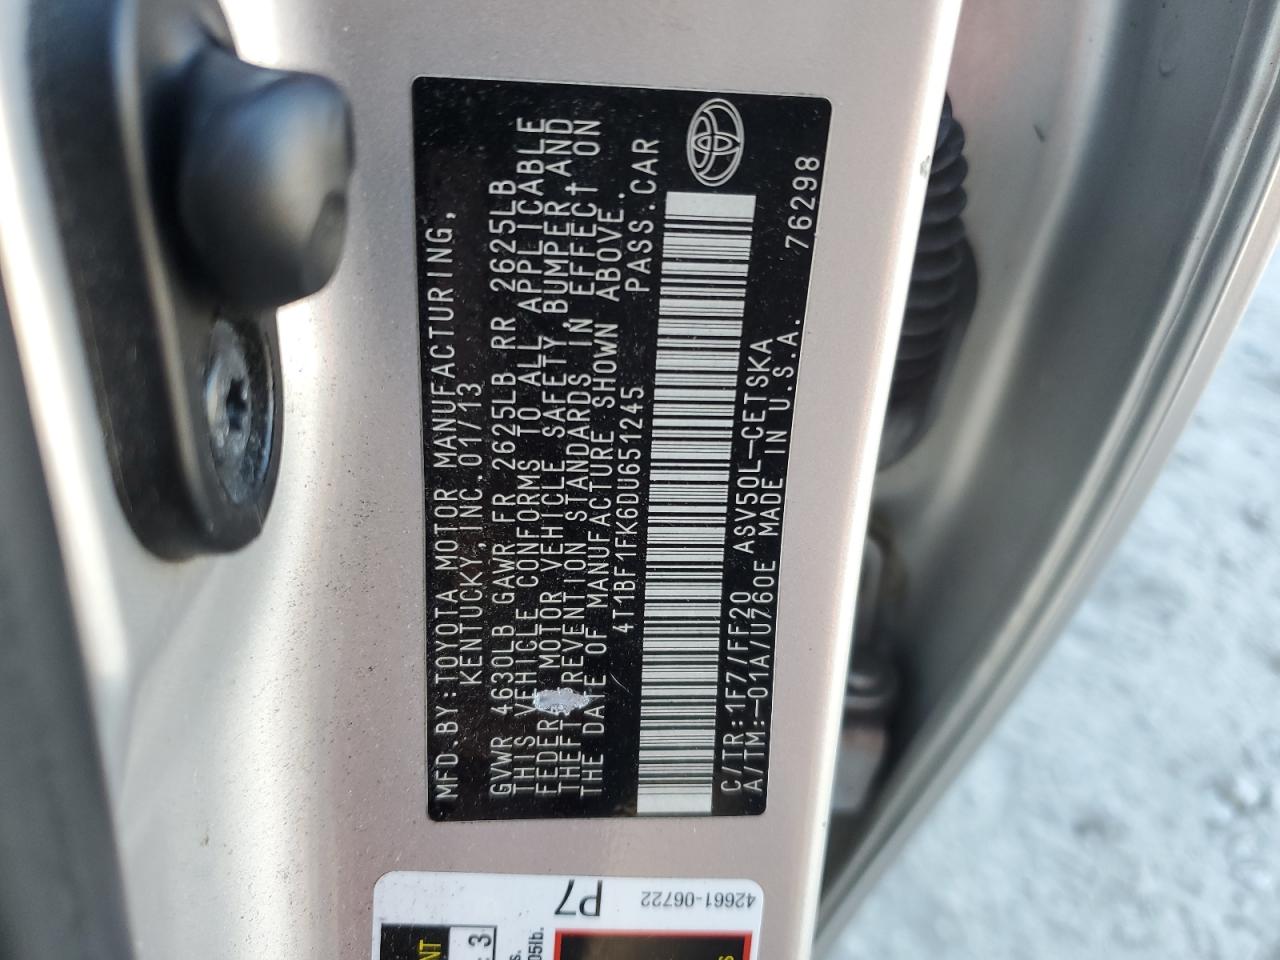 MFD.BY:TOYOTA MOTOR MANUFACTURING,
KENTUCKY,INC. 01/13
GVWR 4630LB GAWR FR 2625LB RR 2625LB
THIS VEHICLE CONFORMS TO ALL APPLICABLE
FEDERAL MOTOR VEHICLE SAFETY, BUMPER, AND
THEFT PREVENTION STANDARDS IN EFFECT ON
THE DATE OF MANUFACTURE SHOWN ABOVE.
4T1BF1FK6DU651245 PASS.CAR
C/TR:1F7/FF20 ASV50L-CETSKA
A/TM:-01A/U760E MADE IN U.S.A. 76298
P7
42661-06722
3